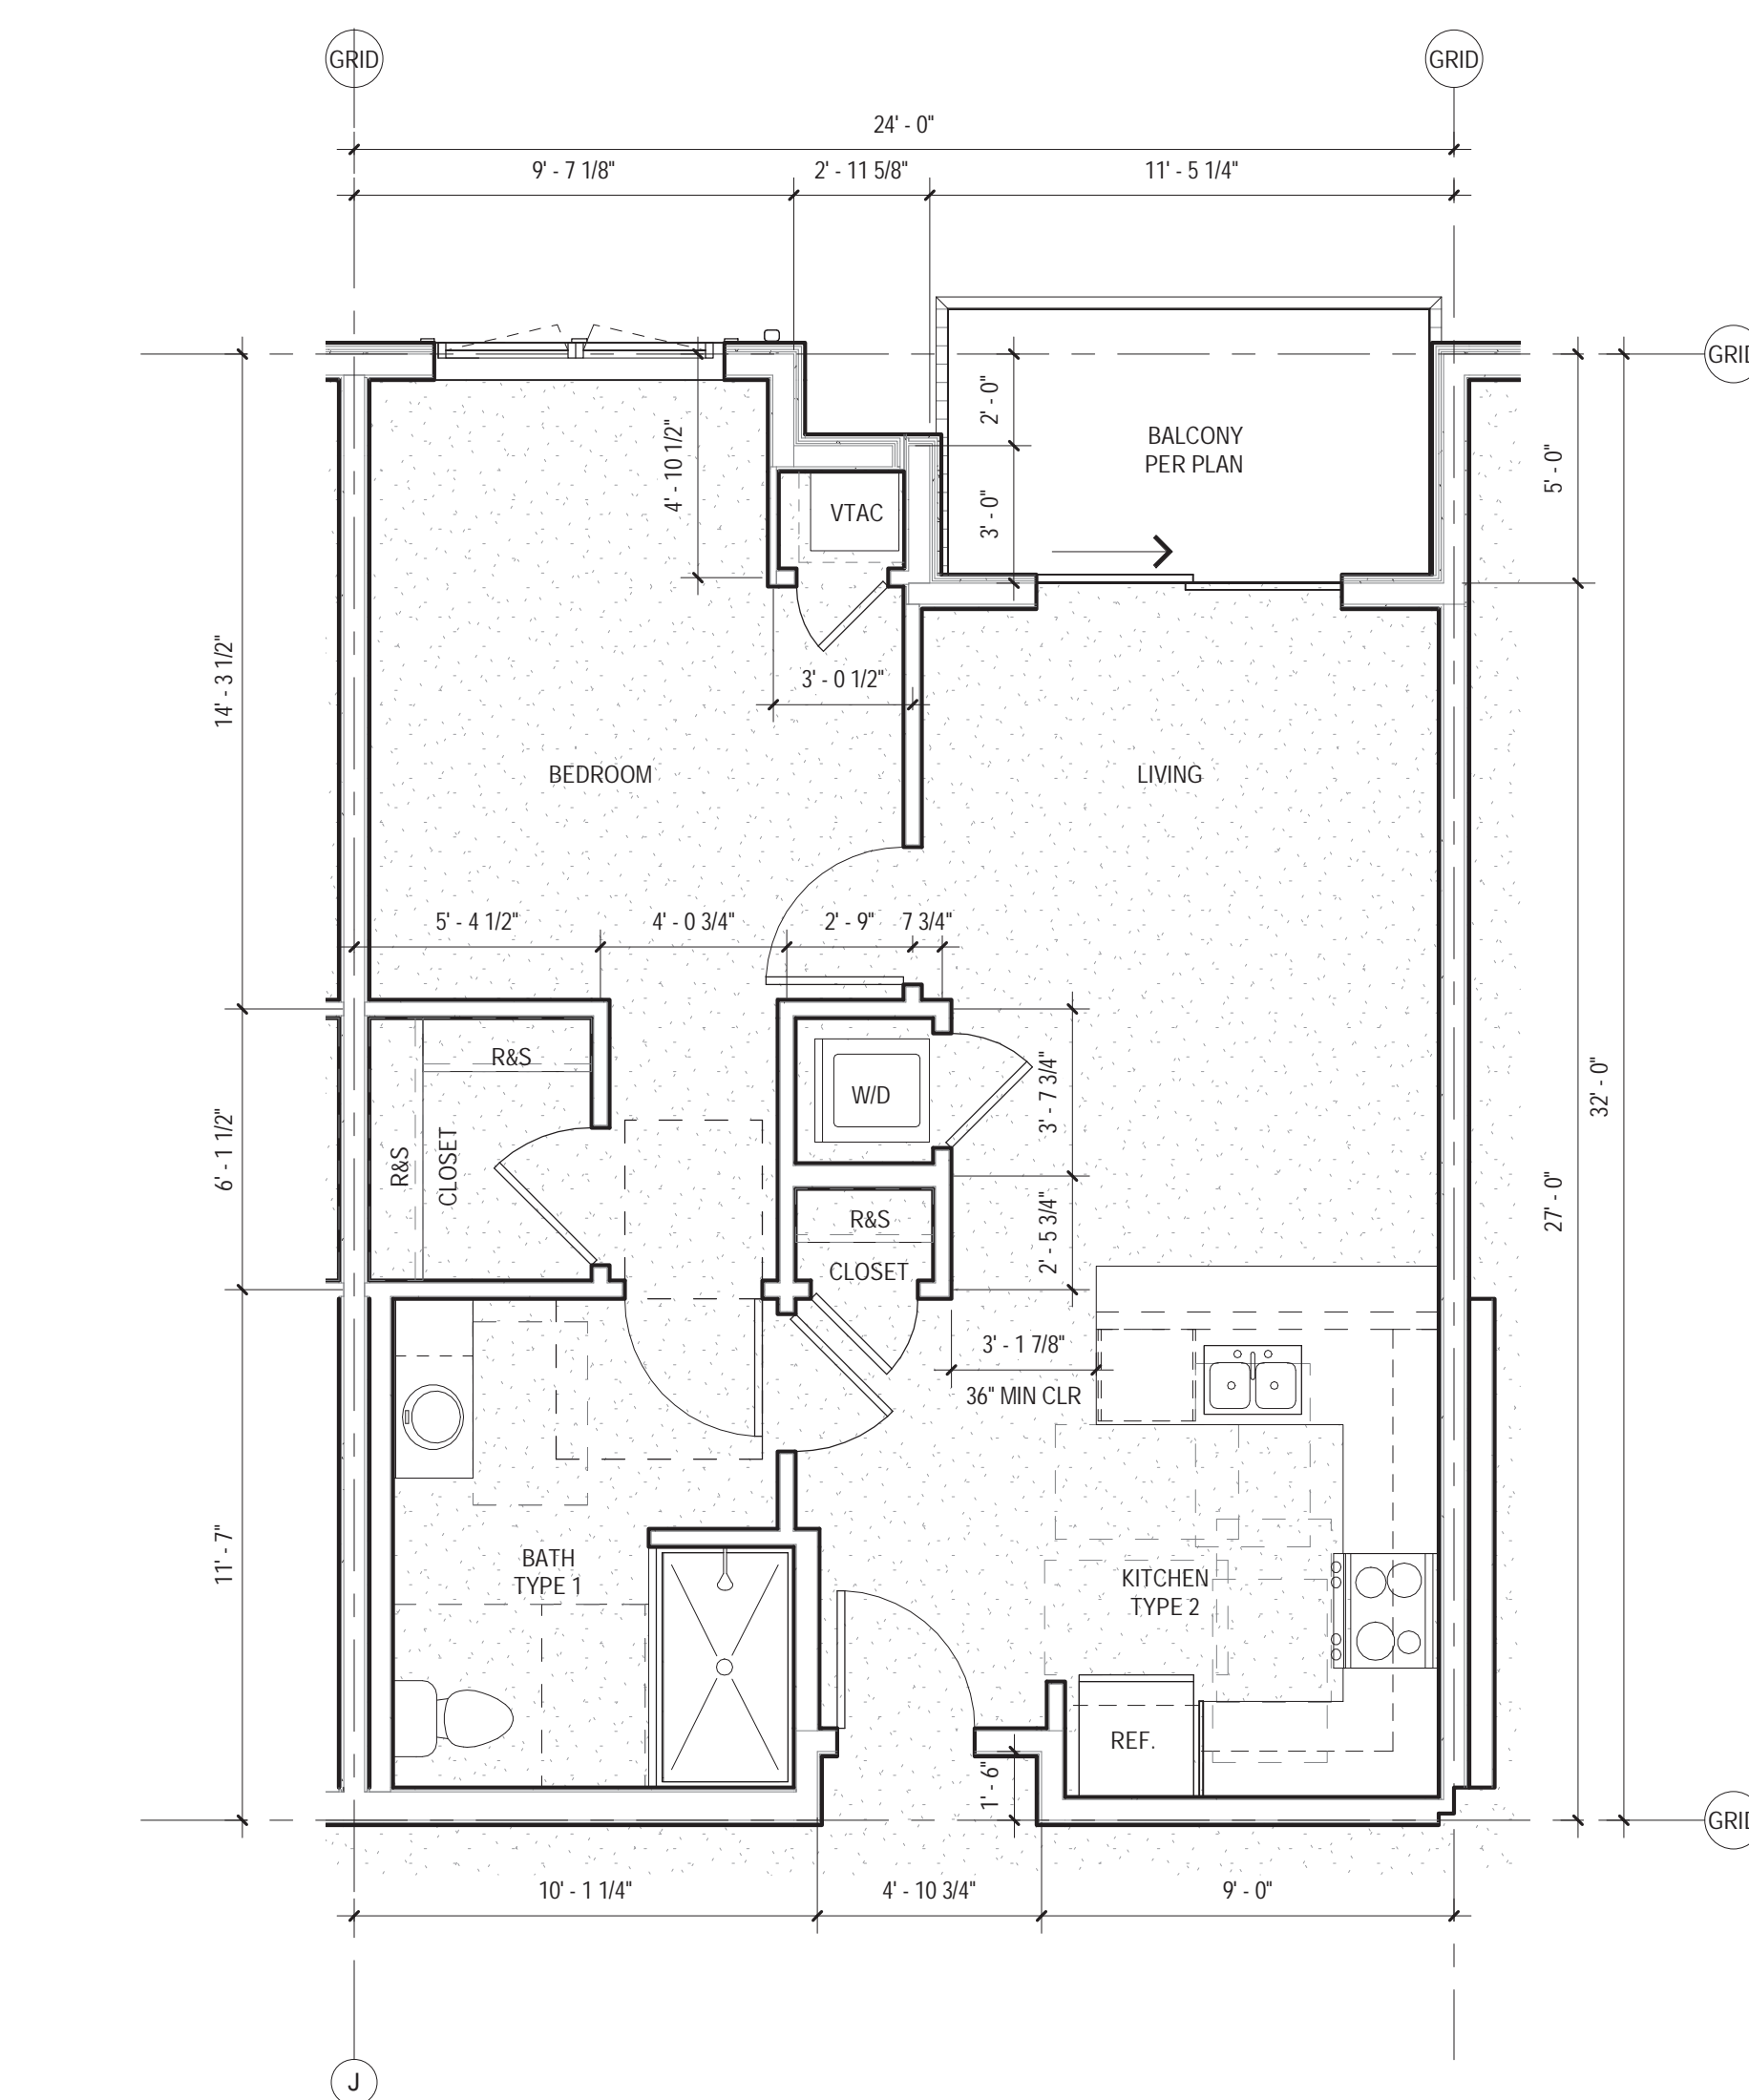 GRID
GRID
24' - 0"
9' - 7 1/8"
2' - 11 5/8"
11' - 5 1/4"
GRID
2' - 0"
4' - 10 1/2"
BALCONY
PER PLAN
5' - 0"
3' - 0"
VTAC
14' - 3 1/2"
3' - 0 1/2"
BEDROOM
LIVING
5' - 4 1/2"
4' - 0 3/4"
2' - 9"
7 3/4"
R&S
W/D
3' - 7 3/4"
32' - 0"
6' - 1 1/2"
R&S
CLOSET
R&S
2' - 5 3/4"
27' - 0"
CLOSET
3' - 1 7/8"
36" MIN CLR
11' - 7"
BATH
TYPE 1
KITCHEN
TYPE 2
REF.
1' - 6"
GRID
10' - 1 1/4"
4' - 10 3/4"
9' - 0"
J